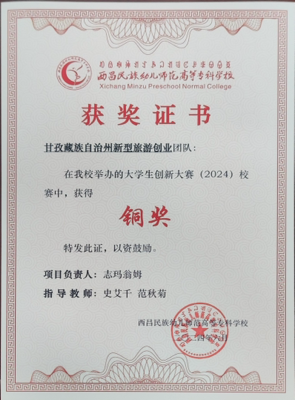 西昌民族幼儿师范高等专科学校
Xichang Minzu Preschool Normal College
获奖证书
甘孜藏族自治州新型旅游创业团队:
在我校举办的大学生创新大赛(2024)校
赛中,获得
铜奖
特发此证,以资鼓励。
项目负责人:志玛翁姆
指导教师:史艾千 范秋菊
西昌民族幼儿师范高等专科学校